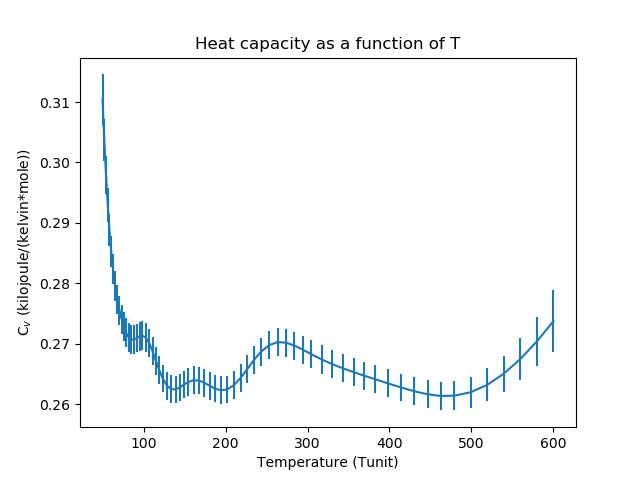 Heat capacity as a function of T
C_v (kilojoule/(kelvin*mole))
0.31
0.30
0.29
0.28
0.27
0.26
100 200 300 400 500 600
Temperature (Tunit)